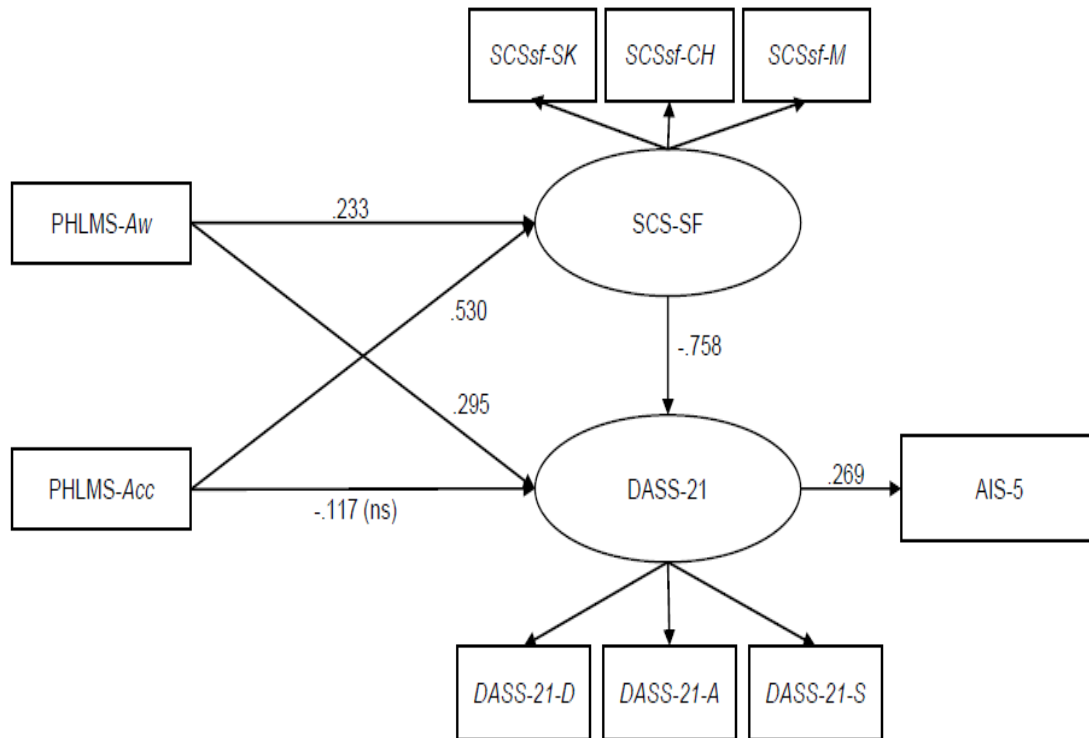 SCSsf-SK
SCSsf-CH
SCSsf-M
PHLMS-Aw
.233
SCS-SF
.530
-.758
.295
PHLMS-Acc
-.117 (ns)
DASS-21
.269
AIS-5
DASS-21-D
DASS-21-A
DASS-21-S